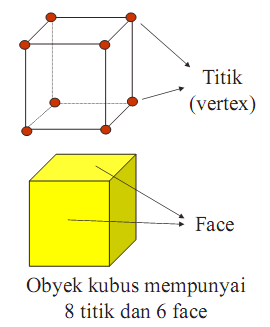 Titik
(vertex)
Face
Obyek kubus mempunyai
8 titik dan 6 face